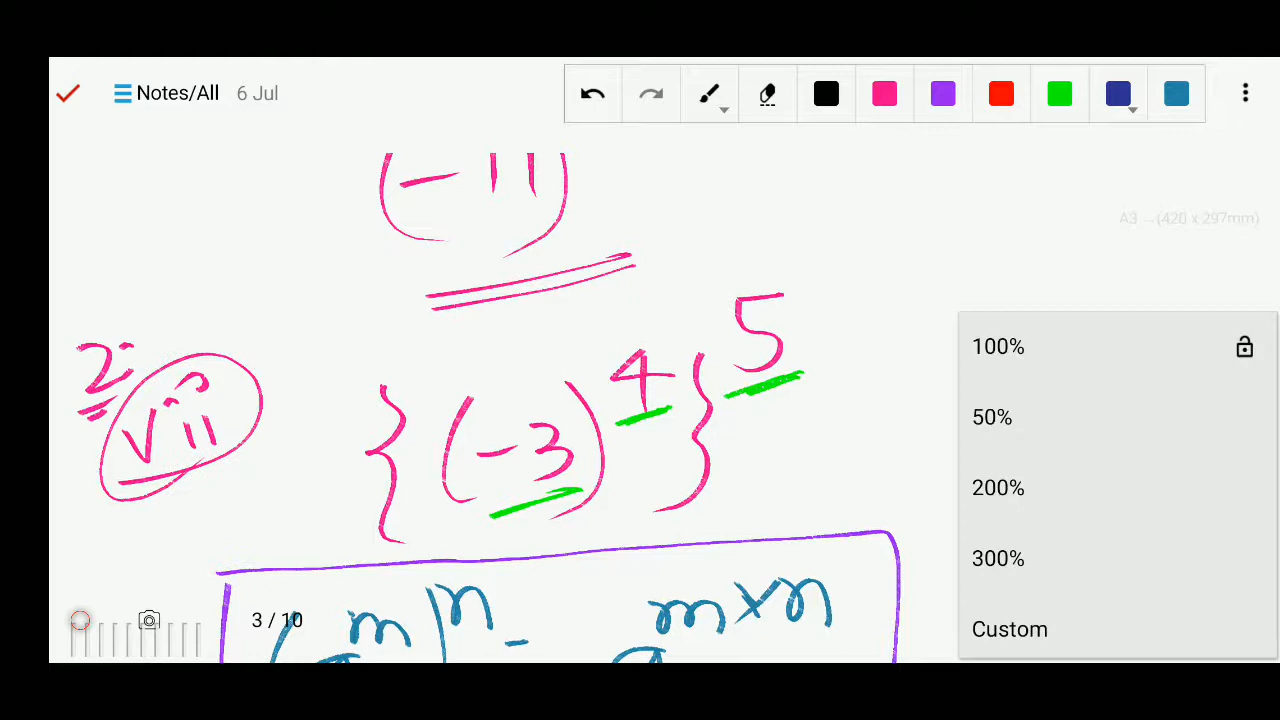 Notes/All 6 Jul
(-11)
A3 - (420 x 297mm)
2
vii
{(-3)^4}^5
100%
50%
200%
300%
Custom
3 / 10
(a^m)^n = a^{m×n}